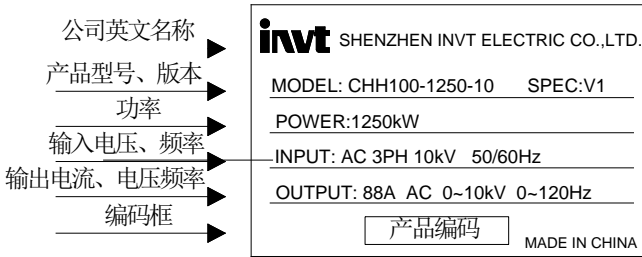 公司英文名称
invt SHENZHEN INVT ELECTRIC CO.,LTD.
产品型号、版本
MODEL: CHH100-1250-10 SPEC:V1
功率
POWER:1250kW
输入电压、频率
INPUT: AC 3PH 10kV 50/60Hz
输出电流、电压频率
OUTPUT: 88A AC 0~10kV 0~120Hz
编码框
产品编码
MADE IN CHINA